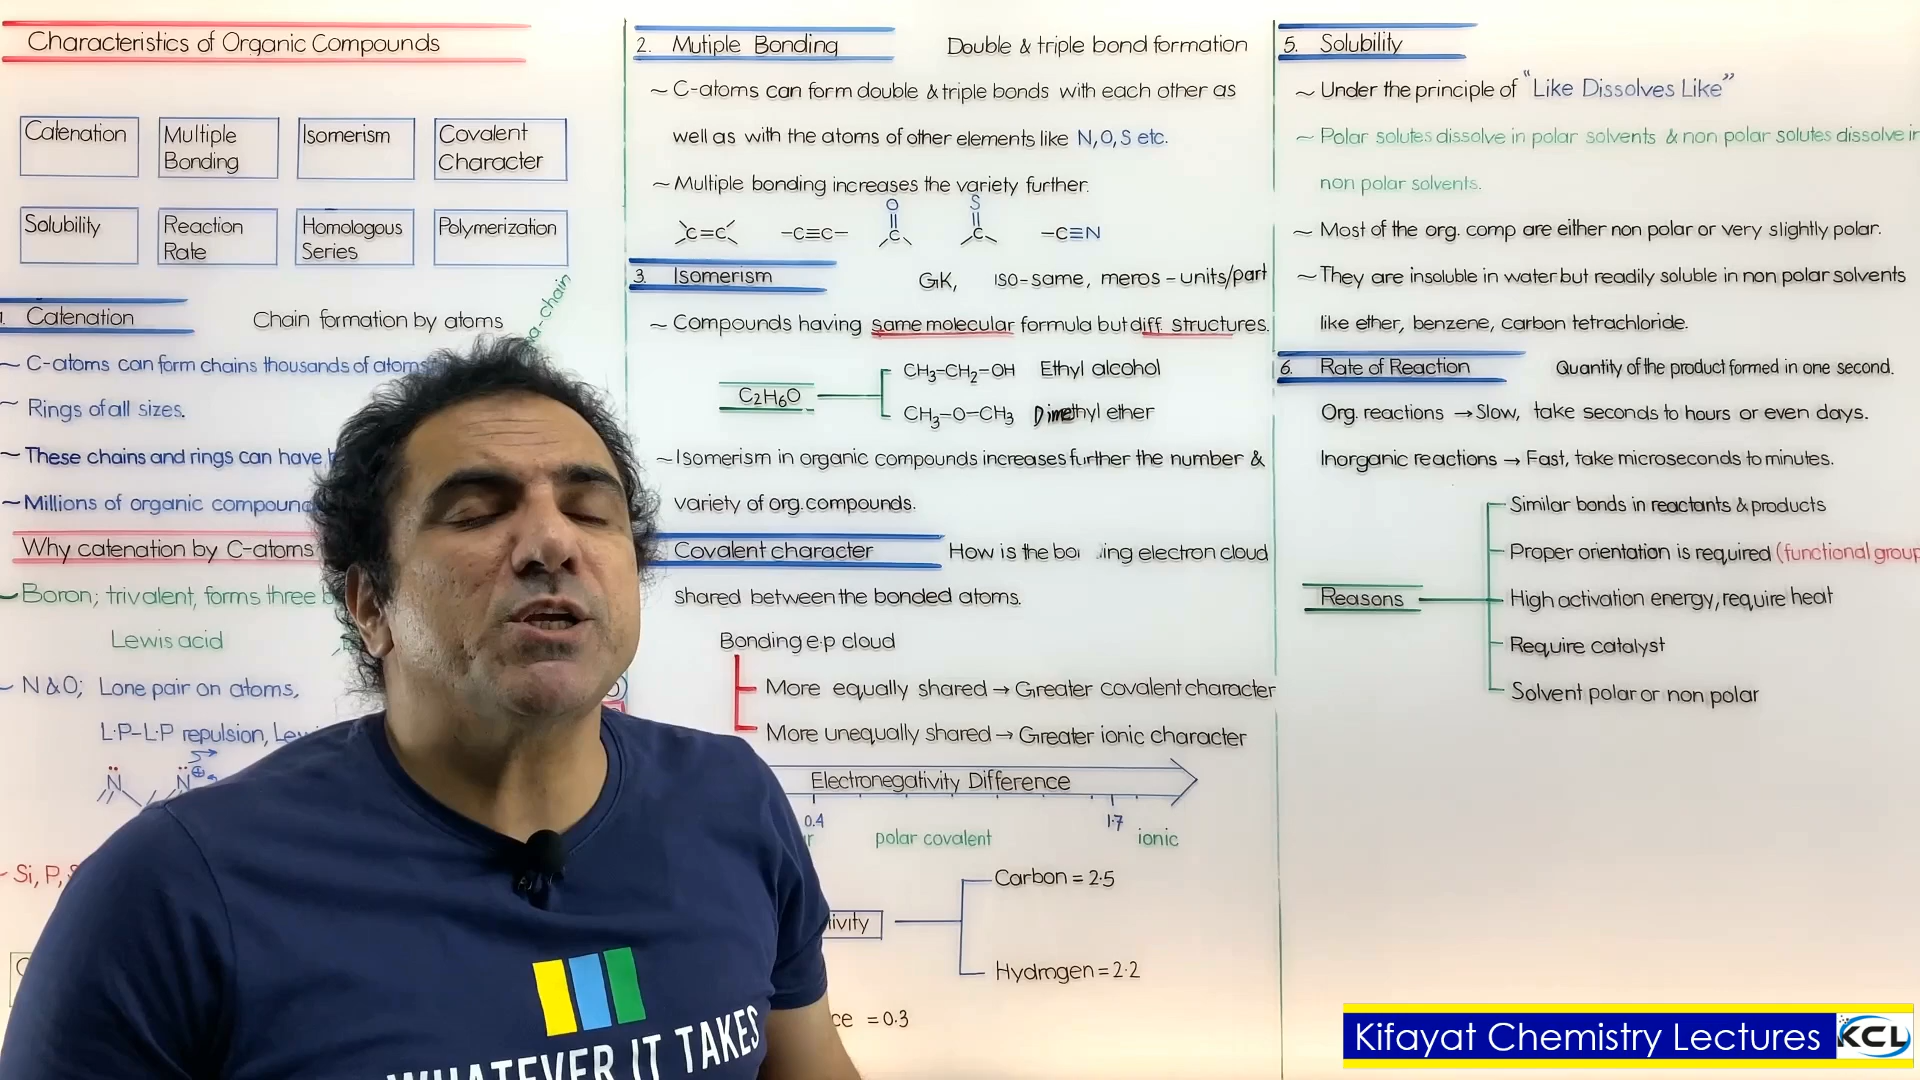 Characteristics of Organic Compounds
Catenation
Multiple
Bonding
Isomerism
Covalent
Character
Solubility
Reaction
Rate
Homologous
Series
Polymerization
1. Catenation
Chain formation by atoms
a-chain
~ C-atoms can form chains thousands of atoms
~ Rings of all sizes.
~ These chains and rings can have
~ Millions of organic
Why catenation by C-atoms
~ Boron; trivalent, forms three
Lewis acid
~ N & O; Lone pair on atoms,
L.P-L.P repulsion,
N N
~ Si, P,
2. Mutiple Bonding
Double & triple bond formation
~ C-atoms can form double & triple bonds with each other as
well as with the atoms of other elements like N, O, S etc.
~ Multiple bonding increases the variety further.
O S
>C=C< -C≡C- C C -C≡N
3. Isomerism
GK, iso-same, meros - units/part
~ Compounds having same molecular formula but diff structures.
CH3-CH2-OH Ethyl alcohol
C2H6O
CH3-O-CH3 Dimethyl ether
~ Isomerism in organic compounds increases further the number &
variety of org. compounds.
Covalent character
How is the electron cloud
shared between the bonded atoms.
Bonding e.p cloud
More equally shared → Greater covalent character
More unequally shared → Greater ionic character
Electronegativity Difference
0.4 1.7
polar covalent ionic
Carbon = 2.5
Hydrogen = 2.2
= 0.3
5. Solubility
~ Under the principle of "Like Dissolves Like"
~ Polar solutes dissolve in polar solvents & non polar solutes dissolve in
non polar solvents.
~ Most of the org. comp are either non polar or very slightly polar.
~ They are insoluble in water but readily soluble in non polar solvents
like ether, benzene, carbon tetrachloride.
6. Rate of Reaction
Quantity of the product formed in one second.
Org. reactions → Slow, take seconds to hours or even days.
Inorganic reactions → Fast, take microseconds to minutes.
Similar bonds in reactants & products
Proper orientation is required (functional group
Reasons
High activation energy, require heat
Require catalyst
Solvent polar or non polar
WHATEVER IT TAKES
Kifayat Chemistry Lectures KCL